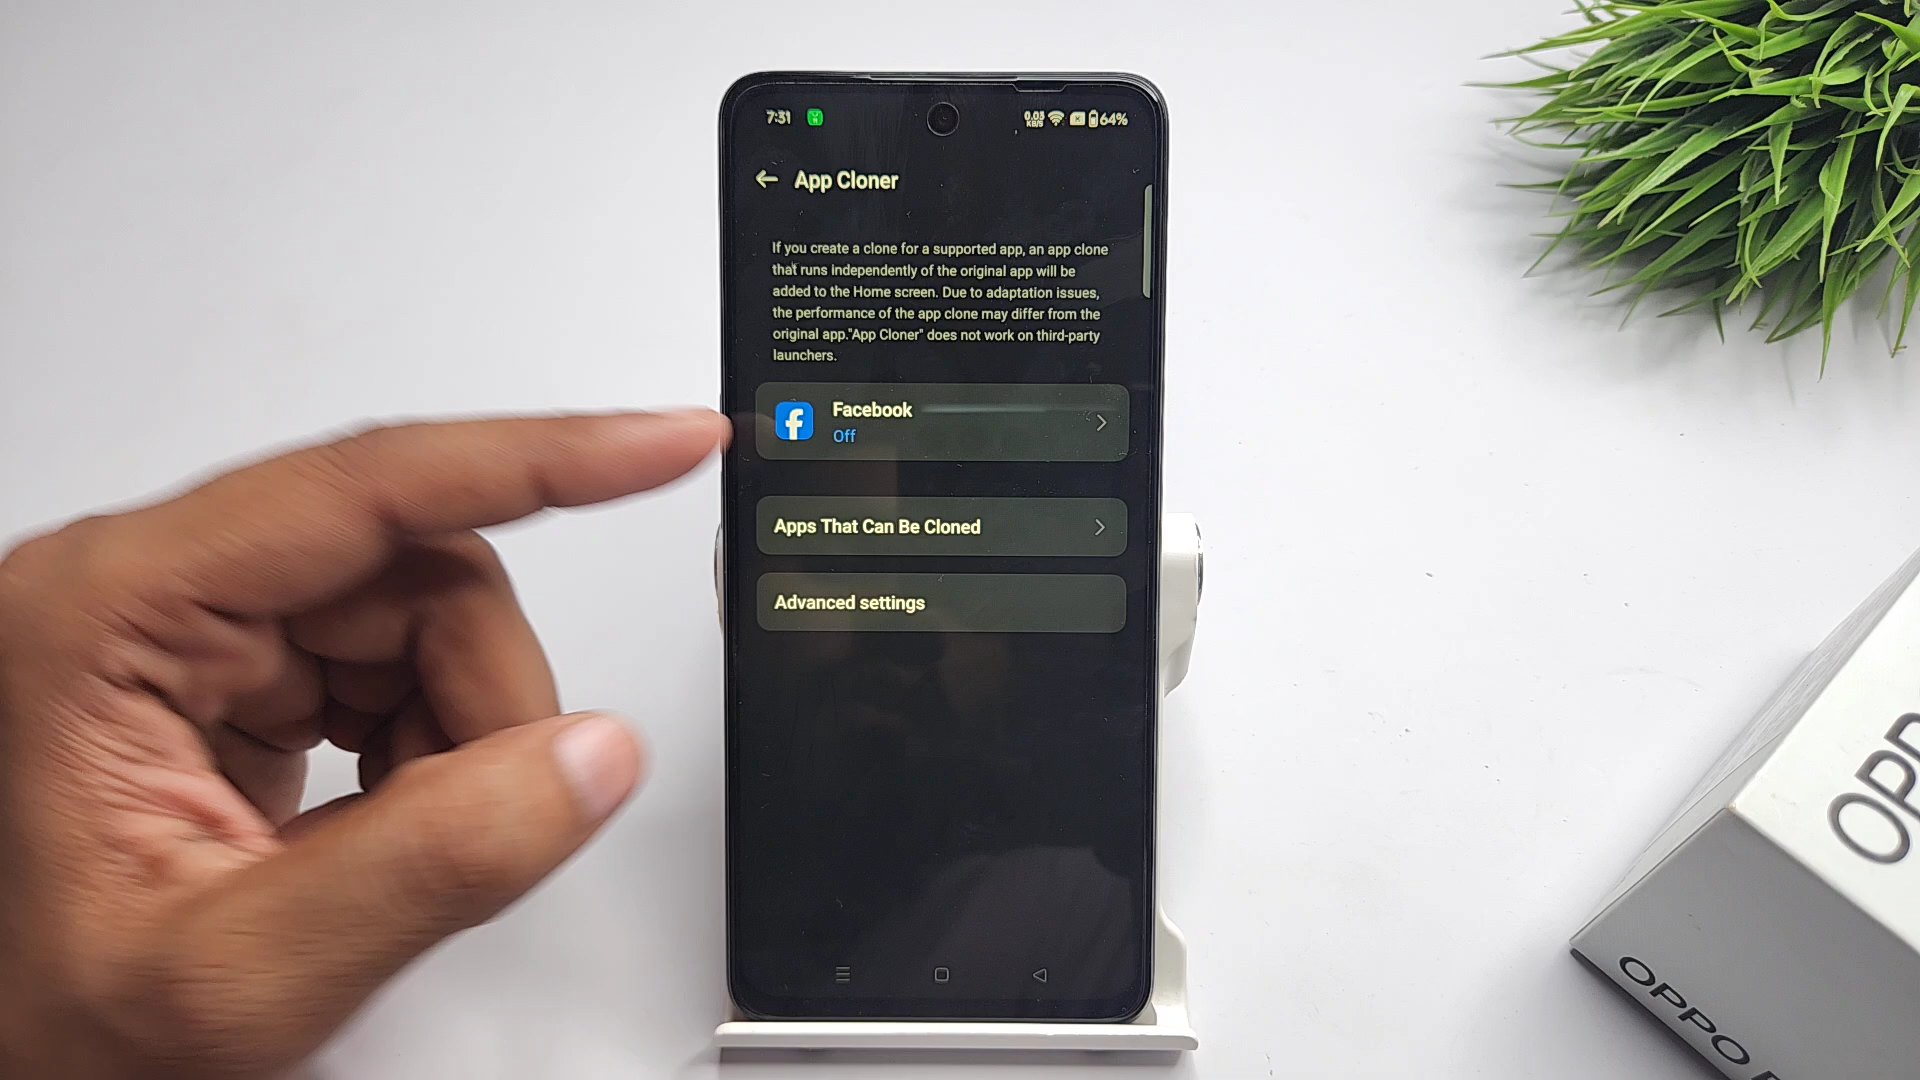 7:31
0.03 KB/S 64%
App Cloner
If you create a clone for a supported app, an app clone
that runs independently of the original app will be
added to the Home screen. Due to adaptation issues,
the performance of the app clone may differ from the
original app."App Cloner" does not work on third-party
launchers.
Facebook
Off
Apps That Can Be Cloned
Advanced settings
OPPO